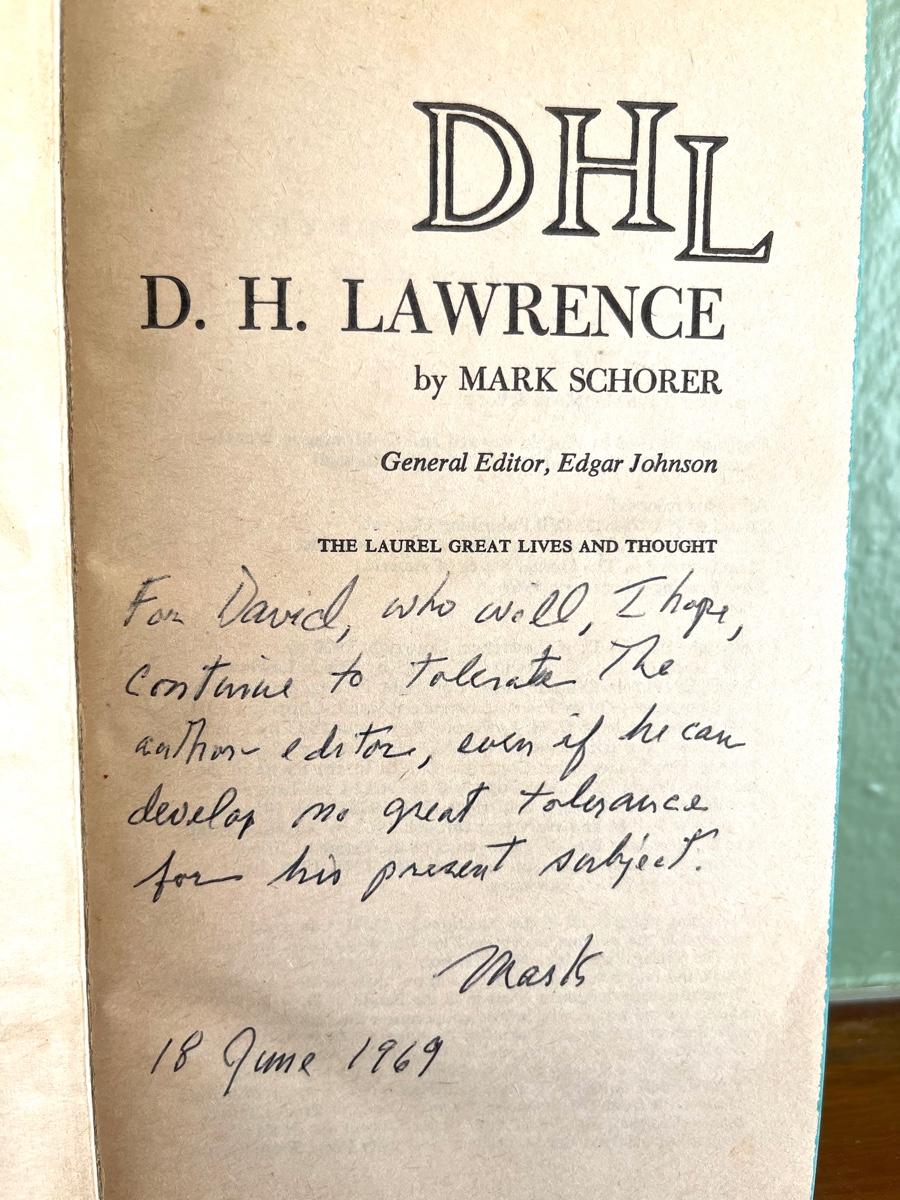 DHL
D. H. LAWRENCE
by MARK SCHORER
General Editor, Edgar Johnson
THE LAUREL GREAT LIVES AND THOUGHT
For David, who will, I hope,
continue to tolerate the
author-editor, even if he can
develop no great tolerance
for his present subject.
Mark
18 June 1969